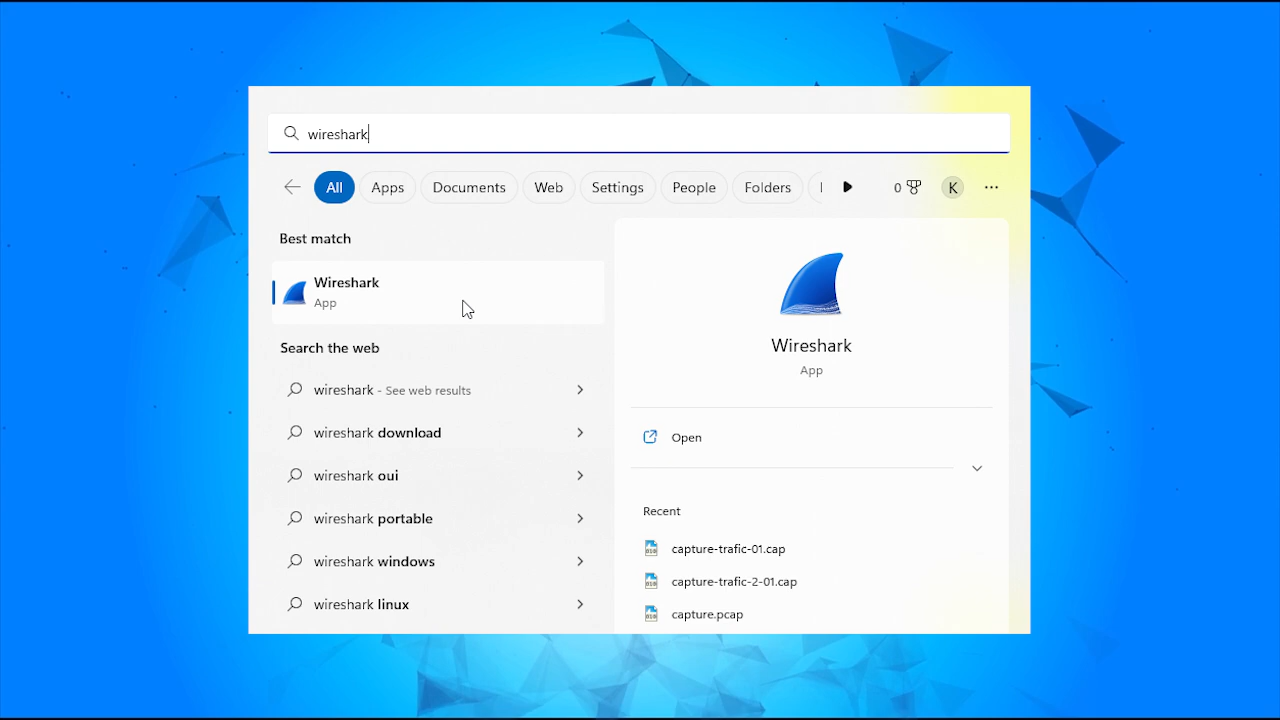 wireshark
All Apps Documents Web Settings People Folders 0 K
Best match
Wireshark
App
Search the web
wireshark - See web results
wireshark download
wireshark oui
wireshark portable
wireshark windows
wireshark linux
Wireshark
App
Open
Recent
capture-trafic-01.cap
capture-trafic-2-01.cap
capture.pcap